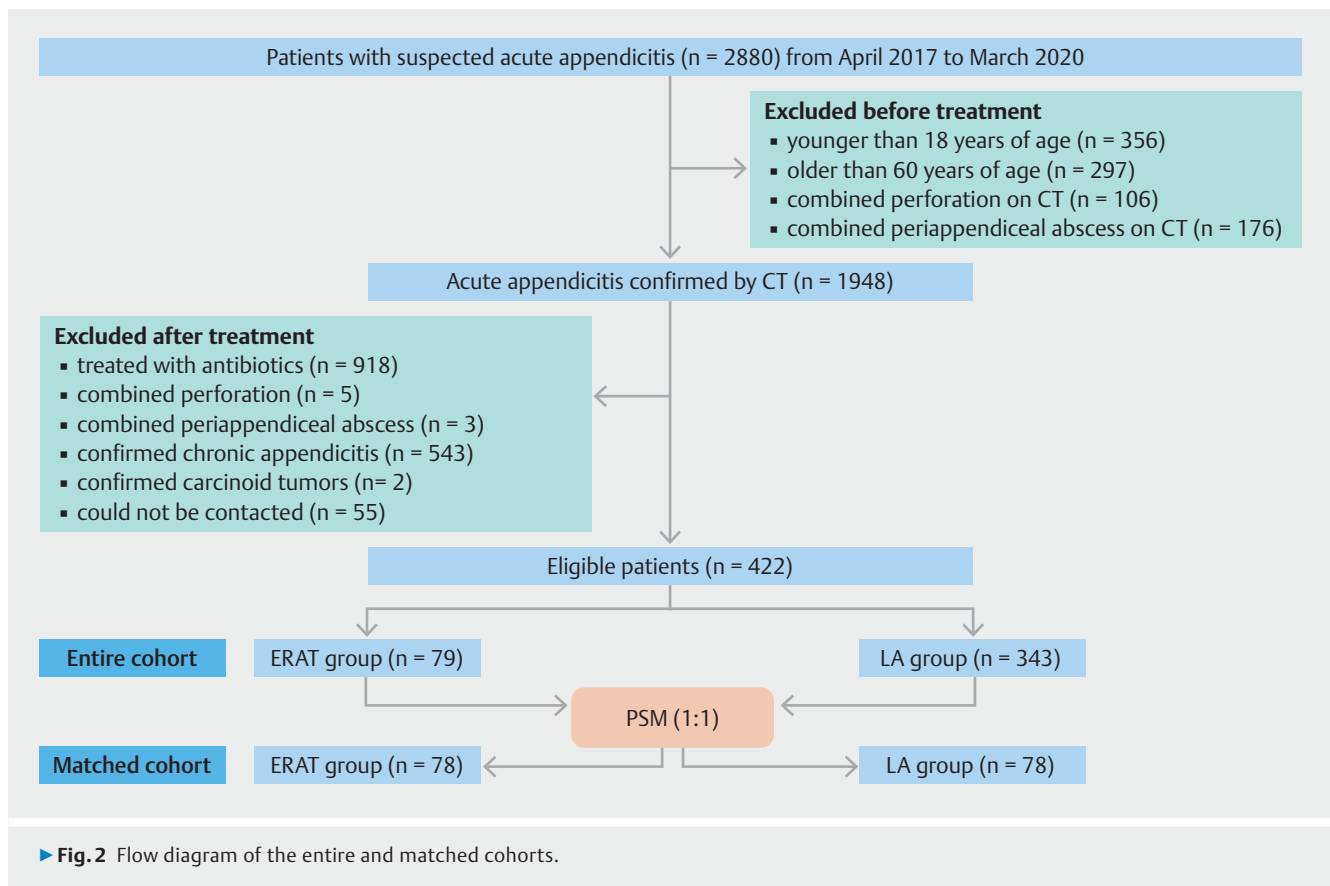 Patients with suspected acute appendicitis (n = 2880) from April 2017 to March 2020
Excluded before treatment
▪ younger than 18 years of age (n = 356)
▪ older than 60 years of age (n = 297)
▪ combined perforation on CT (n = 106)
▪ combined periappendiceal abscess on CT (n = 176)
Acute appendicitis confirmed by CT (n = 1948)
Excluded after treatment
▪ treated with antibiotics (n = 918)
▪ combined perforation (n = 5)
▪ combined periappendiceal abscess (n = 3)
▪ confirmed chronic appendicitis (n = 543)
▪ confirmed carcinoid tumors (n= 2)
▪ could not be contacted (n = 55)
Eligible patients (n = 422)
Entire cohort
ERAT group (n = 79)
LA group (n = 343)
PSM (1:1)
Matched cohort
ERAT group (n = 78)
LA group (n = 78)
▶Fig. 2 Flow diagram of the entire and matched cohorts.